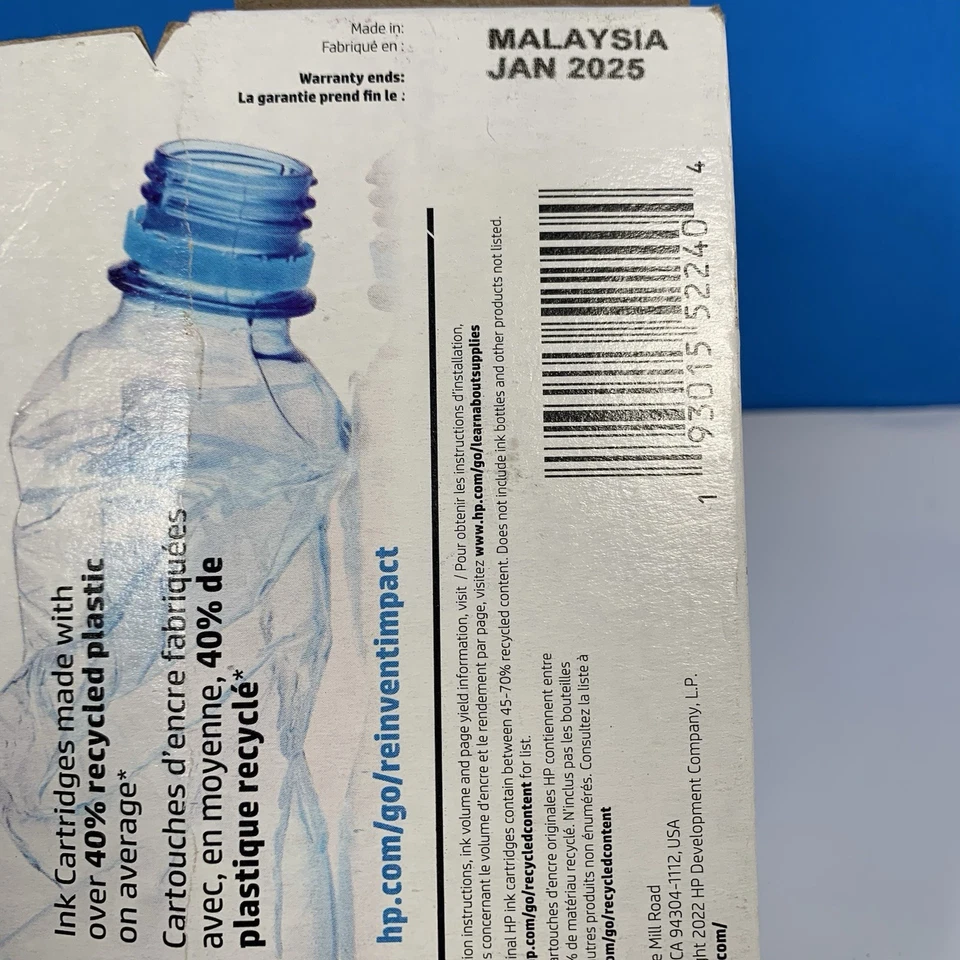 Made in:
Fabriqué en :
MALAYSIA
Warranty ends:
La garantie prend fin le :
JAN 2025
Ink Cartridges made with
over 40% recycled plastic
on average*
Cartouches d'encre fabriquées
avec, en moyenne, 40% de
plastique recyclé*
hp.com/go/reinventimpact
ion instructions, ink volume and page yield information, visit / Pour obtenir les instructions d'installation,
s concernant le volume d'encre et le rendement par page, visitez www.hp.com/go/learnaboutsupplies
inal HP ink cartridges contain between 45-70% recycled content. Does not include ink bottles and other products not listed.
p.com/go/recycledcontent for list.
artouches d'encre originales HP contiennent entre
% de matériau recyclé. N'inclus pas les bouteilles
utres produits non énumérés. Consultez la liste à
om/go/recycledcontent
1 93015 52240 4
e Mill Road
CA 94304-1112, USA
ht 2022 HP Development Company, L.P.
com/